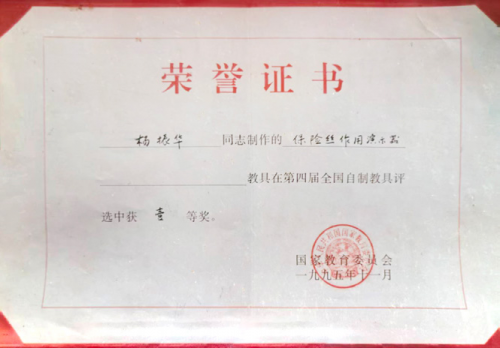 荣誉证书
杨振华 同志制作的 保险丝作用演示器
教具在第四届全国自制教具评
选中获 壹 等奖。
国家教育委员会
一九九五年十一月